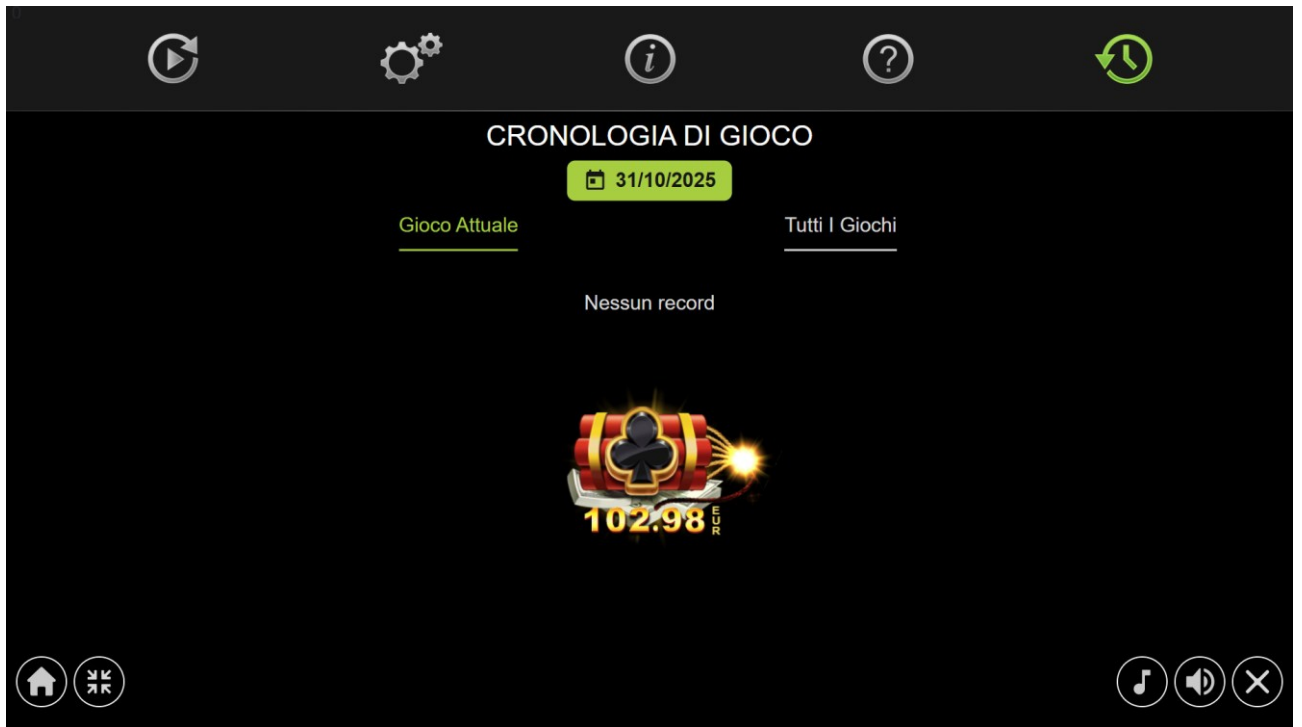 CRONOLOGIA DI GIOCO
31/10/2025
Gioco Attuale
Tutti I Giochi
Nessun record
102.98 EUR